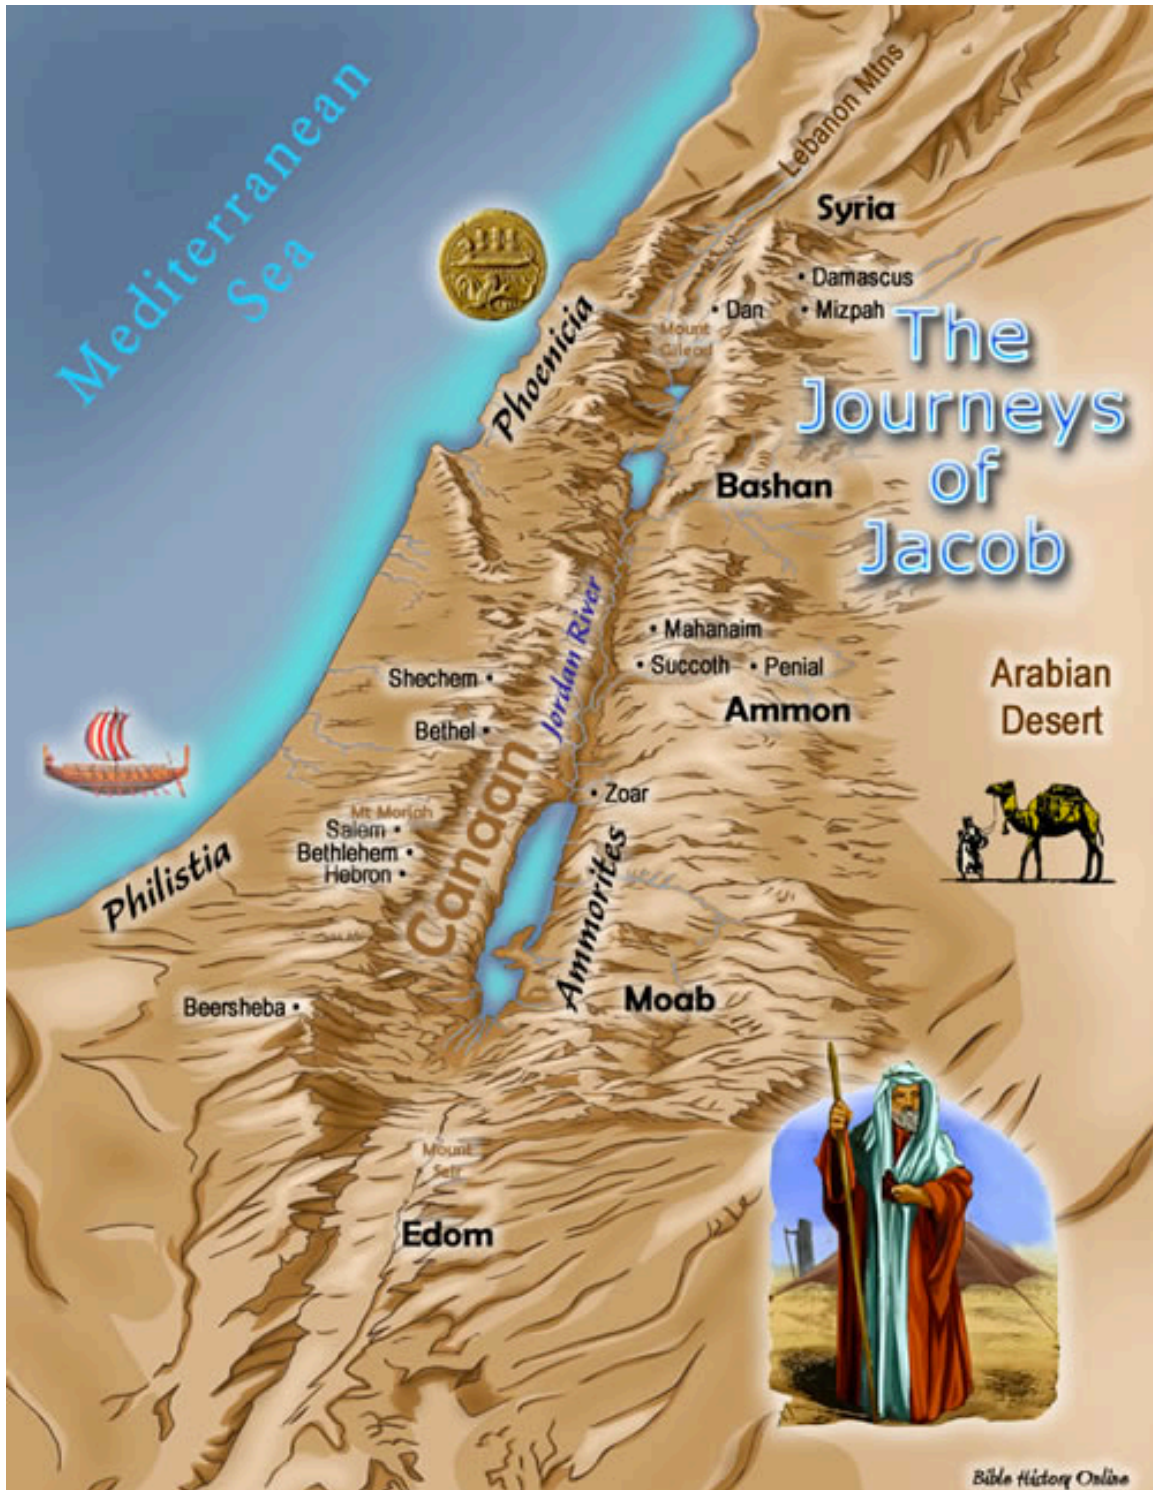 Mediterranean
Sea
Lebanon Mtns
Syria
Damascus
Dan
Mizpah
Mount
Gilead
Phoenicia
The
Journeys
of
Jacob
Bashan
Jordan River
Mahanaim
Succoth
Penial
Shechem
Ammon
Bethel
Arabian
Desert
Canaan
Zoar
Mt Moriah
Salem
Bethlehem
Hebron
Philistia
Ammorites
Moab
Beersheba
Mount
Seir
Edom
Bible History Online